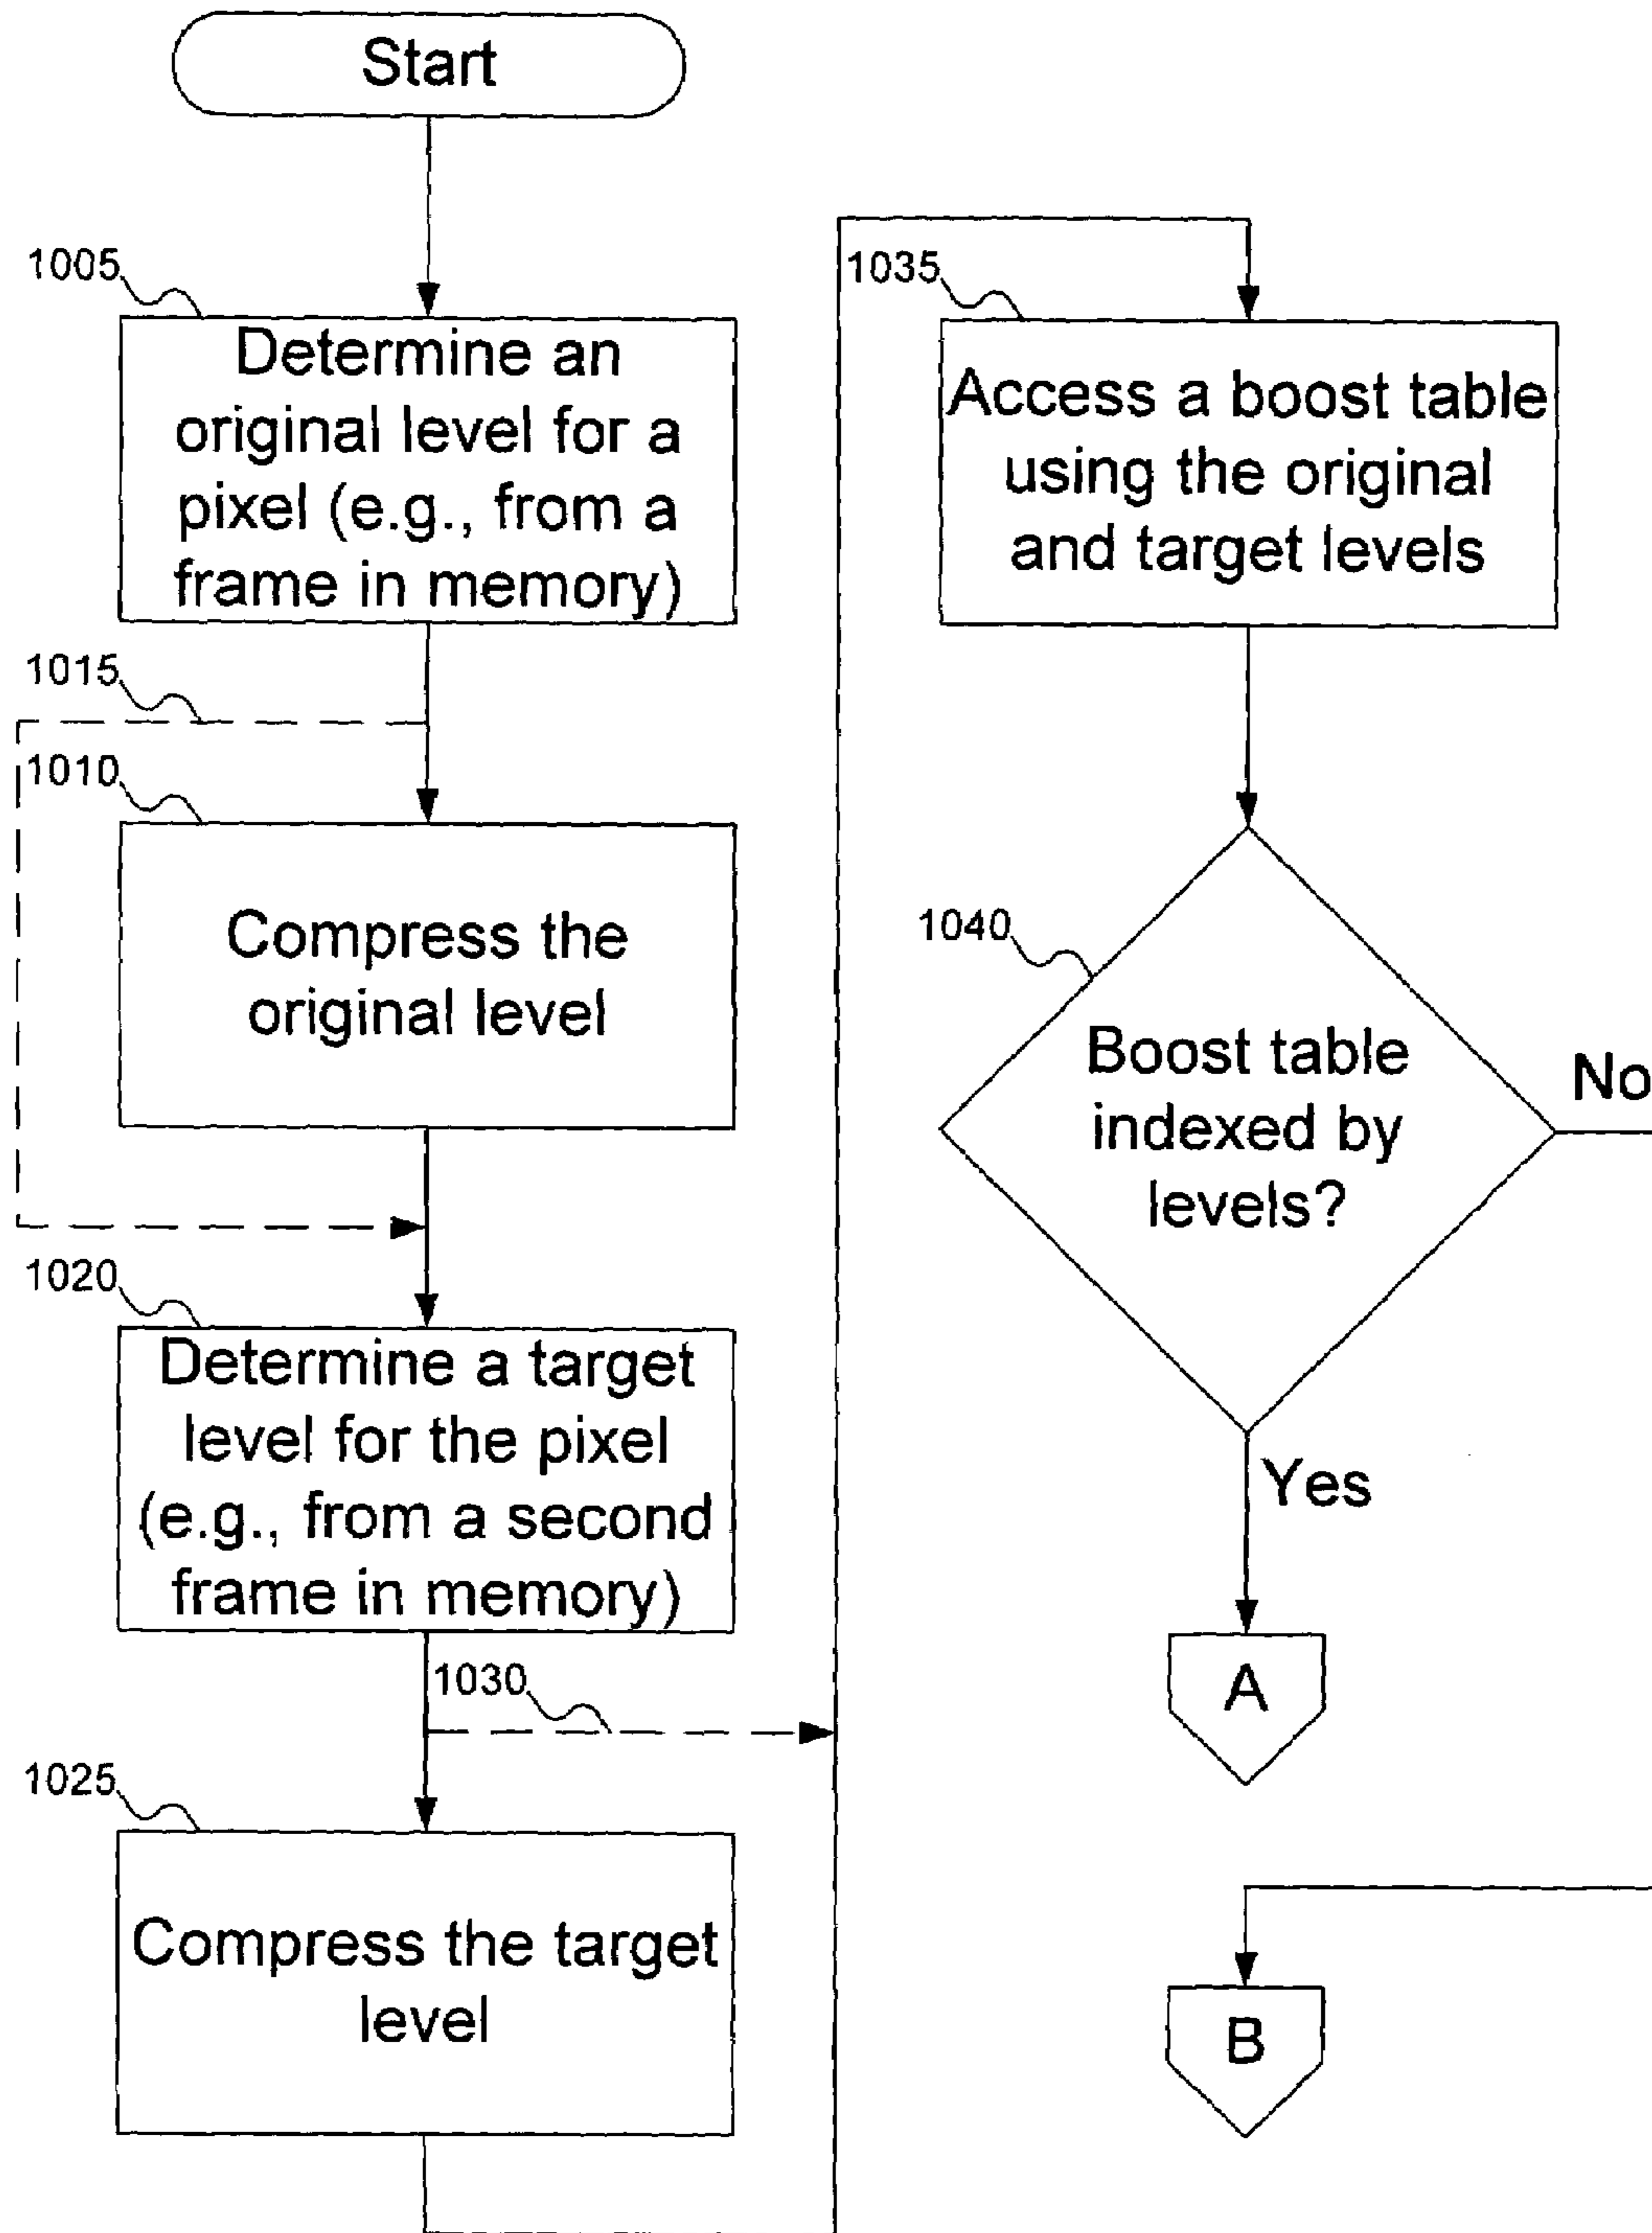 Start
1005
Determine an
original level for a
pixel (e.g., from a
frame in memory)
1015
1010
Compress the
original level
1020
Determine a target
level for the pixel
(e.g., from a second
frame in memory)
1030
1025
Compress the target
level
1035
Access a boost table
using the original
and target levels
1040
Boost table
indexed by
levels?
No
Yes
A
B